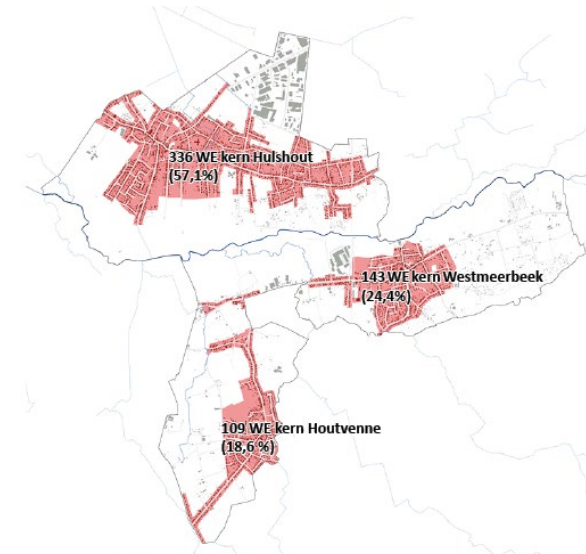 336 WE kern Hulshout
(57,1%)
143 WE kern Westmeerbeek
(24,4%)
109 WE kern Houtvenne
(18,6 %)